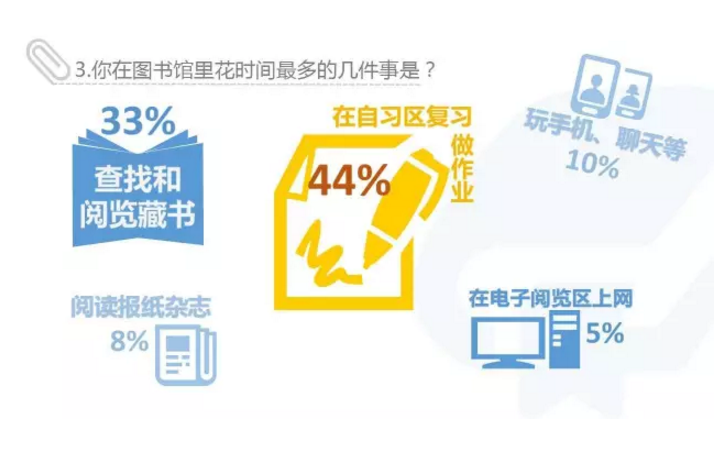 3.你在图书馆里花时间最多的几件事是？
33%
查找和
阅览藏书
在自习区复习
做作业
44%
玩手机、聊天等
10%
阅读报纸杂志
8%
在电子阅览区上网
5%